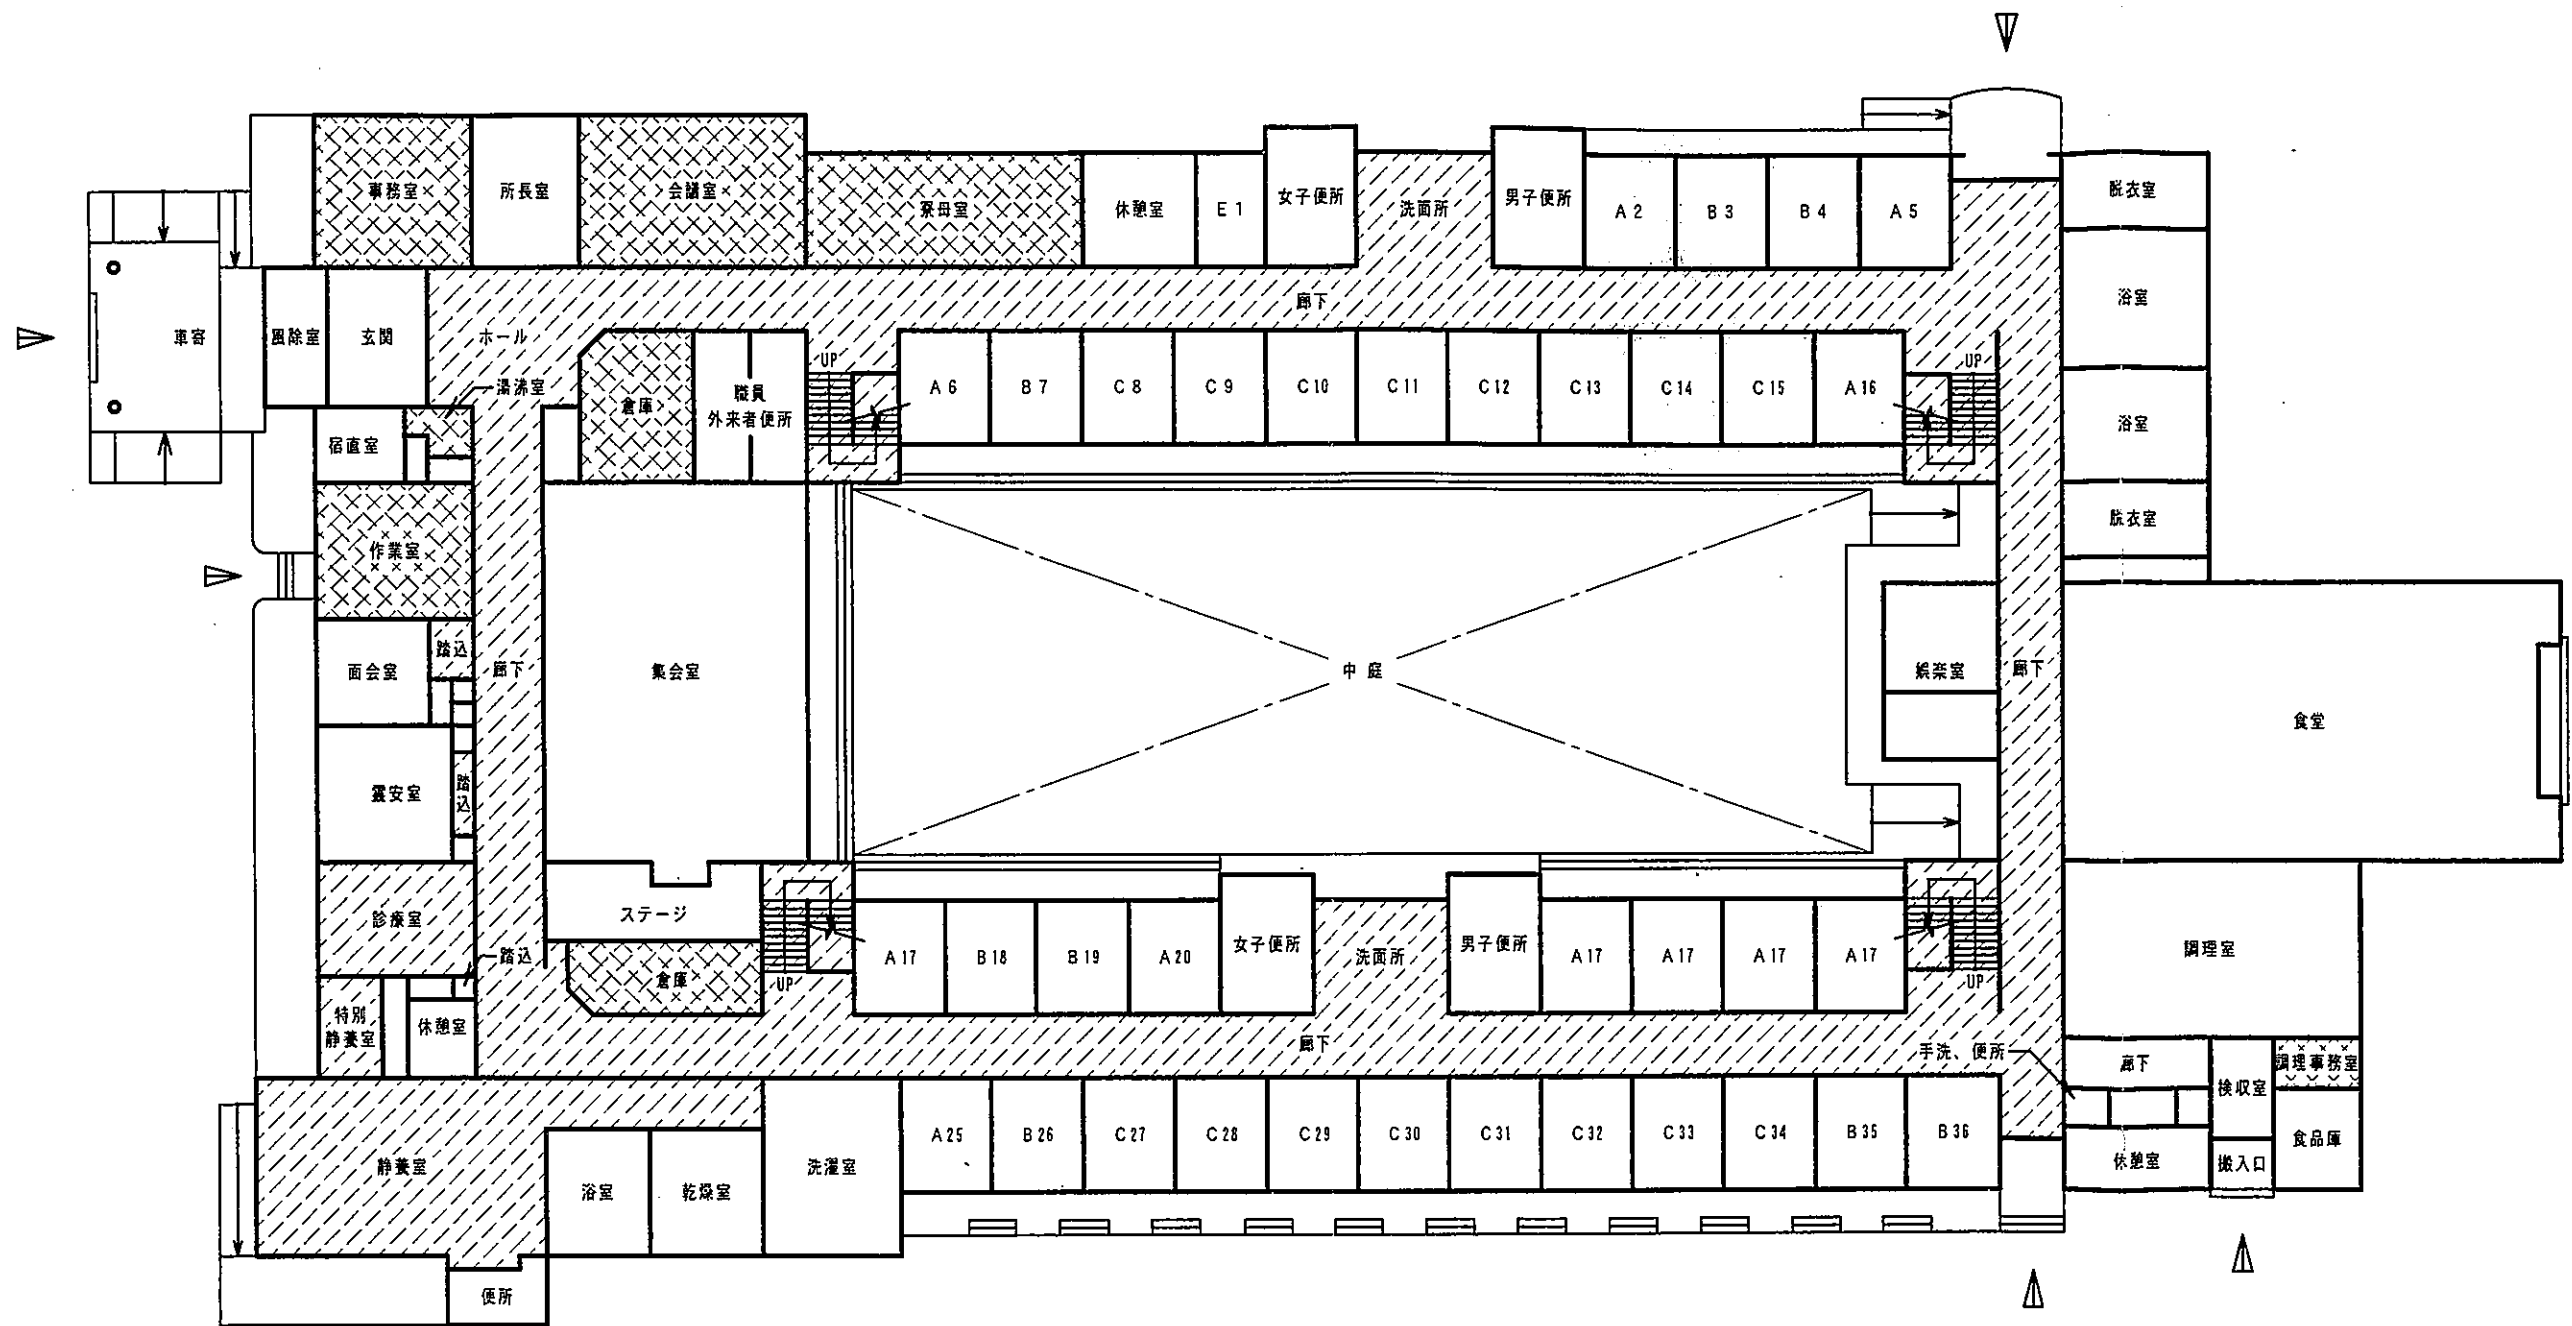 事務室
所長室
会議室
寮母室
休憩室
E 1
女子便所
洗面所
男子便所
A 2
B 3
B 4
A 5
脱衣室
浴室
車寄
風除室
玄関
ホール
廊下
湯沸室
宿直室
倉庫
職員
外来者便所
UP
A 6
B 7
C 8
C 9
C 10
C 11
C 12
C 13
C 14
C 15
A 16
UP
浴室
脱衣室
作業室
面会室
踏込
廊下
集会室
中庭
娯楽室
廊下
食堂
霊安室
踏込
診療室
踏込
ステージ
倉庫
UP
A 17
B 18
B 19
A 20
女子便所
洗面所
男子便所
A 17
A 17
A 17
A 17
UP
調理室
特別
静養室
休憩室
廊下
手洗、便所
廊下
検収室
調理事務室
静養室
浴室
乾燥室
洗濯室
A 25
B 26
C 27
C 28
C 29
C 30
C 31
C 32
C 33
C 34
B 35
B 36
休憩室
搬入口
食品庫
便所